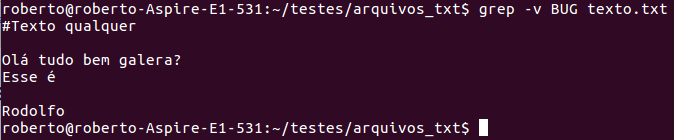 roberto@roberto-Aspire-E1-531:~/testes/arquivos_txt$ grep -v BUG texto.txt
#Texto qualquer
Olá tudo bem galera?
Esse é
Rodolfo
roberto@roberto-Aspire-E1-531:~/testes/arquivos_txt$